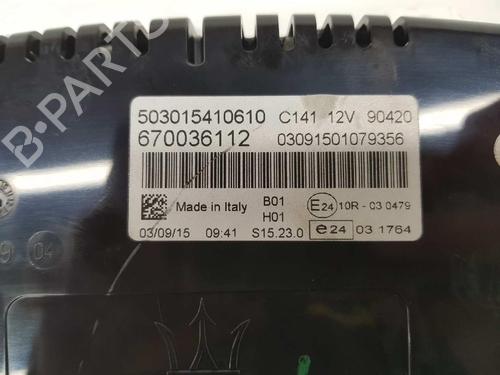 B-PARTS
503015410610 C141 12V 90420
670036112 03091501079356
Made in Italy B01 E24 10R - 03 0479
H01
03/09/15 09:41 S15.23.0 e24 03 1764
04